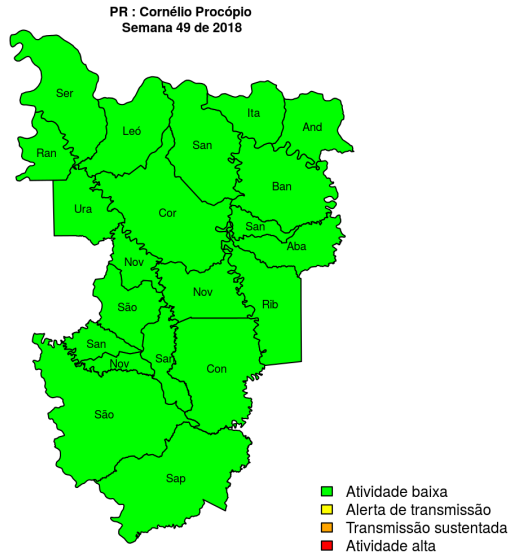 PR : Cornélio Procópio
Semana 49 de 2018
Ser
Leó
Ita
And
San
Ran
Ban
Ura
Cor
San
Aba
Nov
Nov
Rib
São
San
San
Nov
Con
São
Sap
Atividade baixa
Alerta de transmissão
Transmissão sustentada
Atividade alta